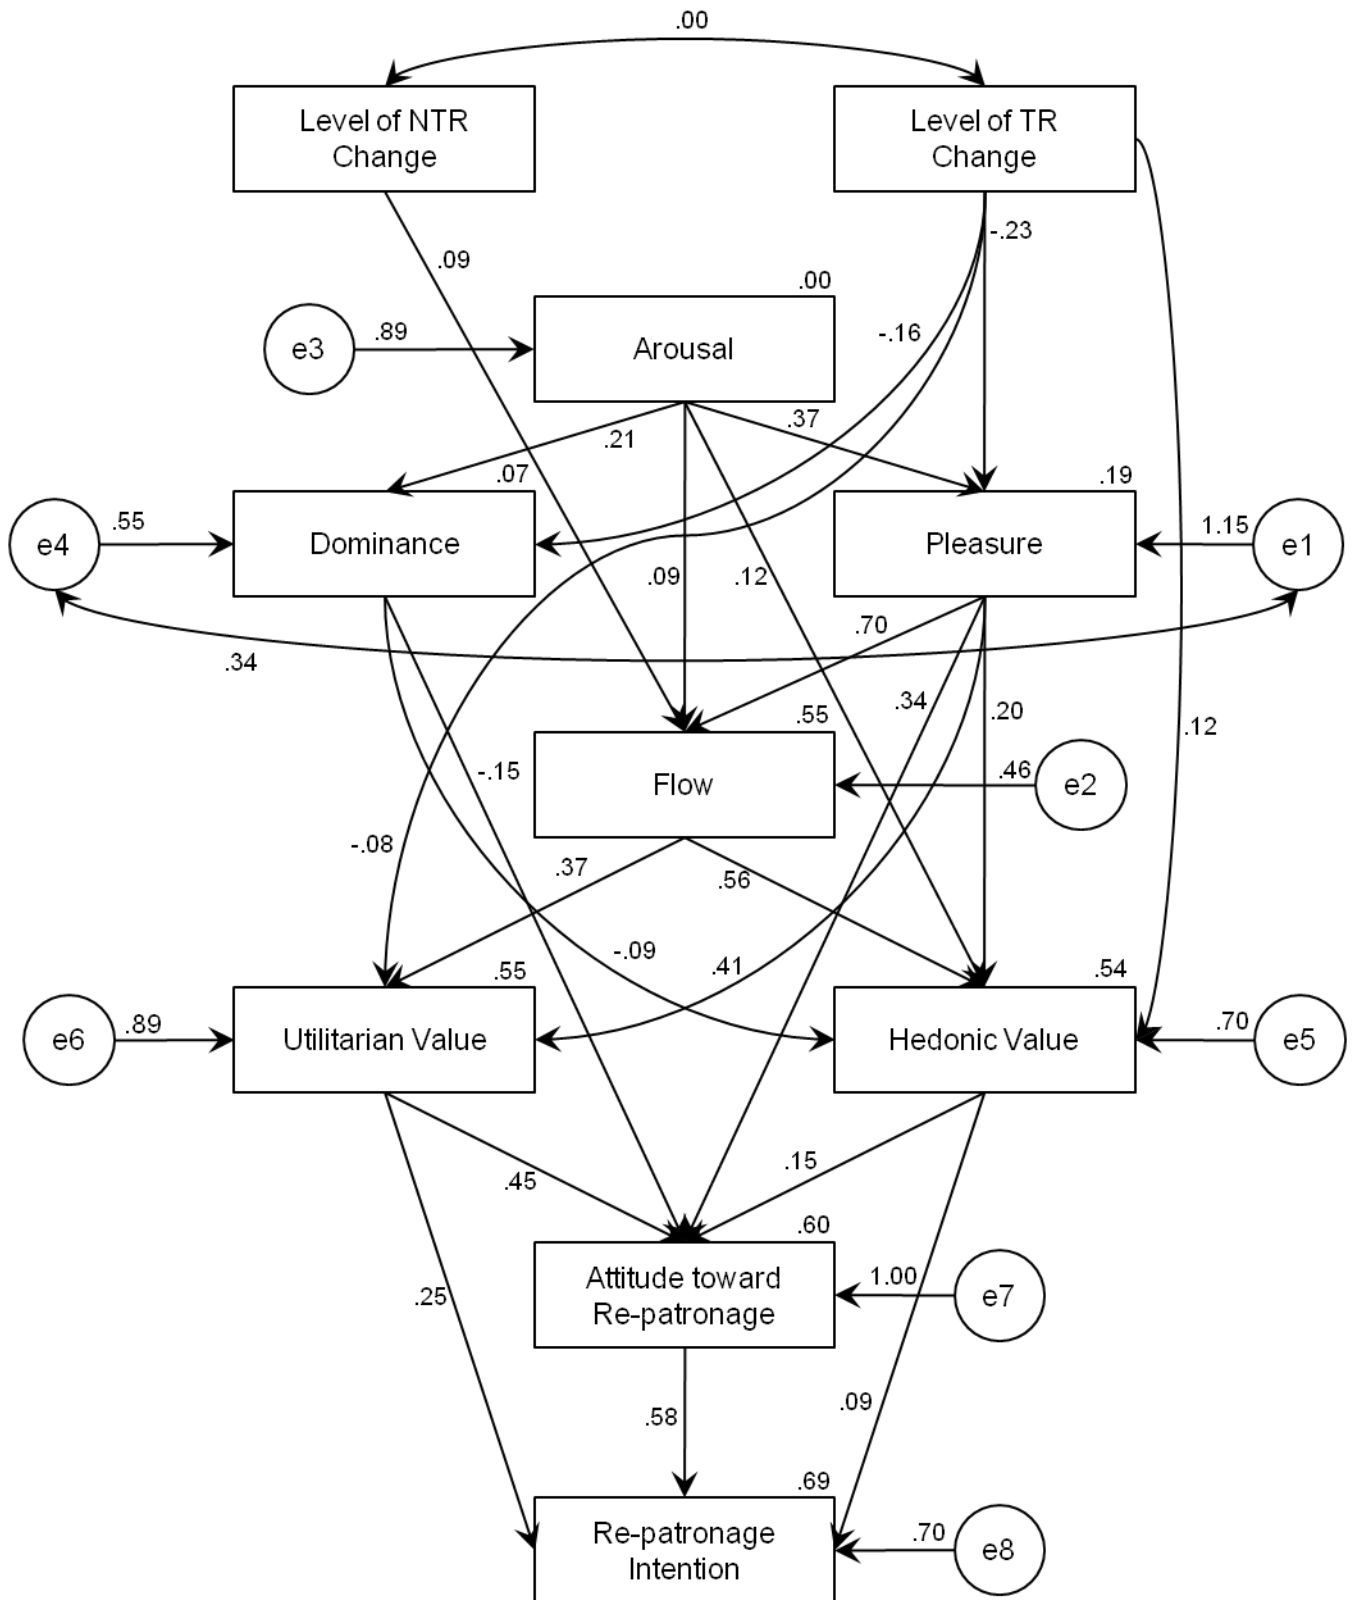 .00
Level of NTR
Change
Level of TR
Change
-.23
.09
.00
e3
.89
Arousal
-.16
.37
.21
.07
.19
e4
.55
Dominance
Pleasure
1.15
e1
.09
.12
.70
.34
.34
.20
.55
.12
-.15
Flow
.46
e2
-.08
.37
.56
-.09
.41
.55
.54
e6
.89
Utilitarian Value
Hedonic Value
.70
e5
.45
.15
.60
Attitude toward
Re-patronage
1.00
e7
.25
.58
.09
.69
Re-patronage
Intention
.70
e8